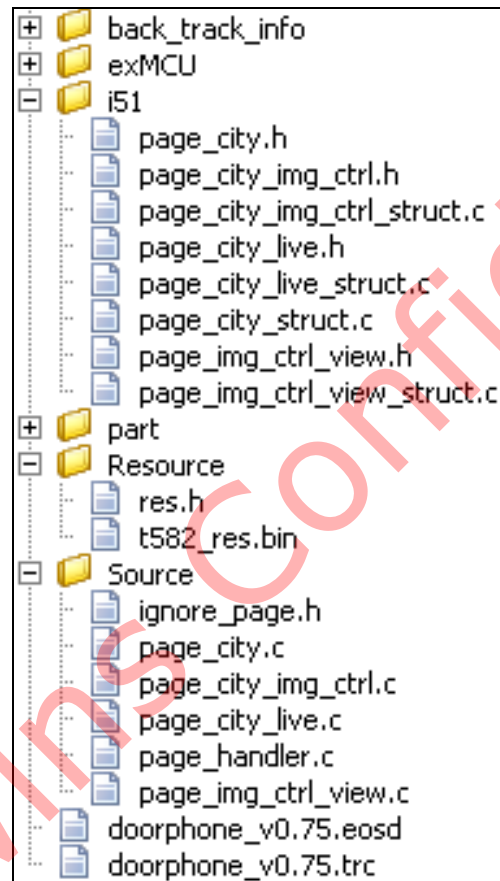 back_track_info
exMCU
i51
page_city.h
page_city_img_ctrl.h
page_city_img_ctrl_struct.c
page_city_live.h
page_city_live_struct.c
page_city_struct.c
page_img_ctrl_view.h
page_img_ctrl_view_struct.c
part
Resource
res.h
t582_res.bin
Source
ignore_page.h
page_city.c
page_city_img_ctrl.c
page_city_live.c
page_handler.c
page_img_ctrl_view.c
doorphone_v0.75.eosd
doorphone_v0.75.trc